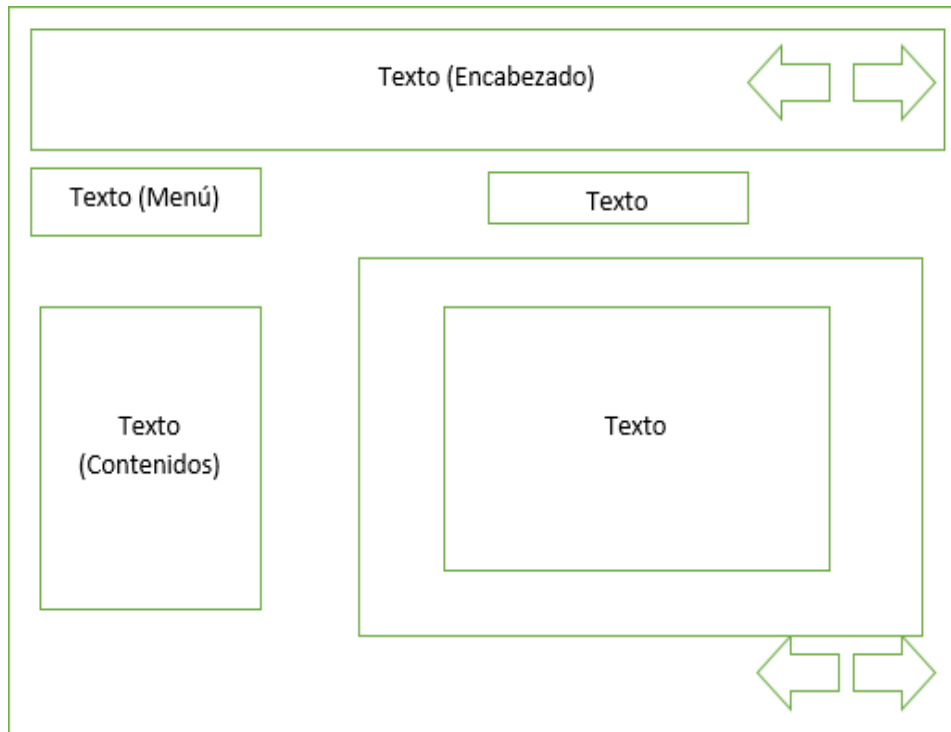 Texto (Encabezado)
Texto (Menú)
Texto
Texto
(Contenidos)
Texto